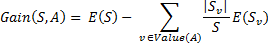 Gain(S,A) = E(S) − ∑_{v∈Value(A)} |S_v|/S E(S_v)